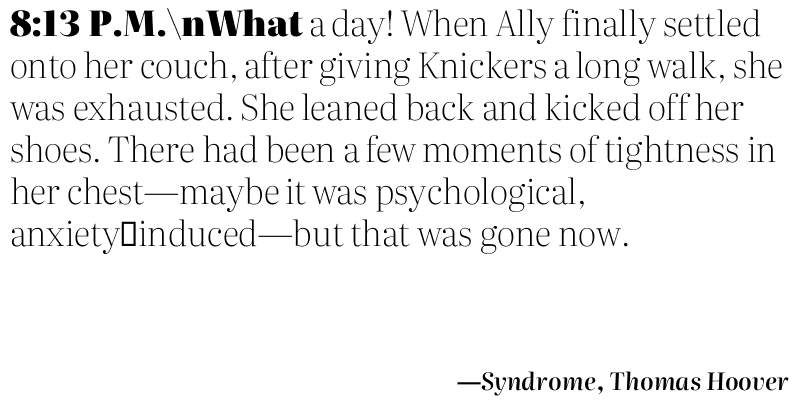 8:13 P.M.\nWhat a day! When Ally finally settled
onto her couch, after giving Knickers a long walk, she
was exhausted. She leaned back and kicked off her
shoes. There had been a few moments of tightness in
her chest—maybe it was psychological,
anxiety▯induced—but that was gone now.
—Syndrome, Thomas Hoover